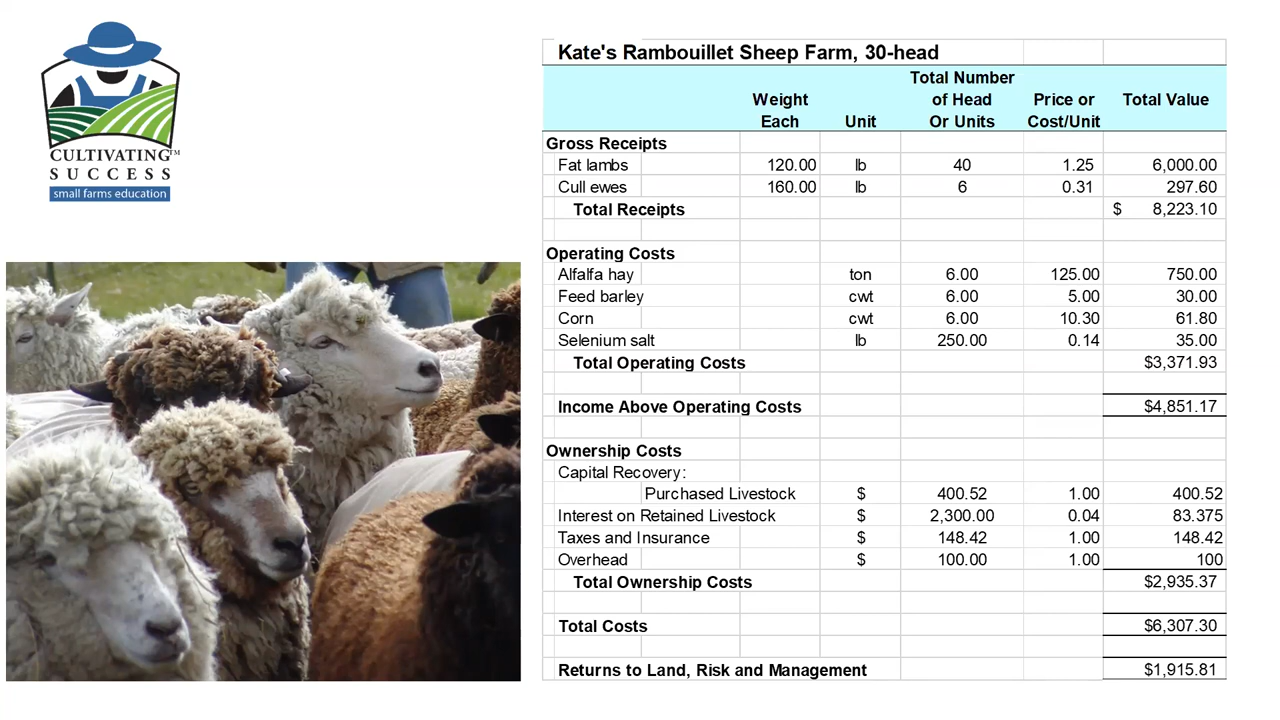 CULTIVATING™
SUCCESS
small farms education
Kate's Rambouillet Sheep Farm, 30-head
Weight Each Unit Total Number of Head Or Units Price or Cost/Unit Total Value
Gross Receipts
Fat lambs 120.00 lb 40 1.25 6,000.00
Cull ewes 160.00 lb 6 0.31 297.60
Total Receipts $ 8,223.10
Operating Costs
Alfalfa hay ton 6.00 125.00 750.00
Feed barley cwt 6.00 5.00 30.00
Corn cwt 6.00 10.30 61.80
Selenium salt lb 250.00 0.14 35.00
Total Operating Costs $3,371.93
Income Above Operating Costs $4,851.17
Ownership Costs
Capital Recovery:
Purchased Livestock $ 400.52 1.00 400.52
Interest on Retained Livestock $ 2,300.00 0.04 83.375
Taxes and Insurance $ 148.42 1.00 148.42
Overhead $ 100.00 1.00 100
Total Ownership Costs $2,935.37
Total Costs $6,307.30
Returns to Land, Risk and Management $1,915.81